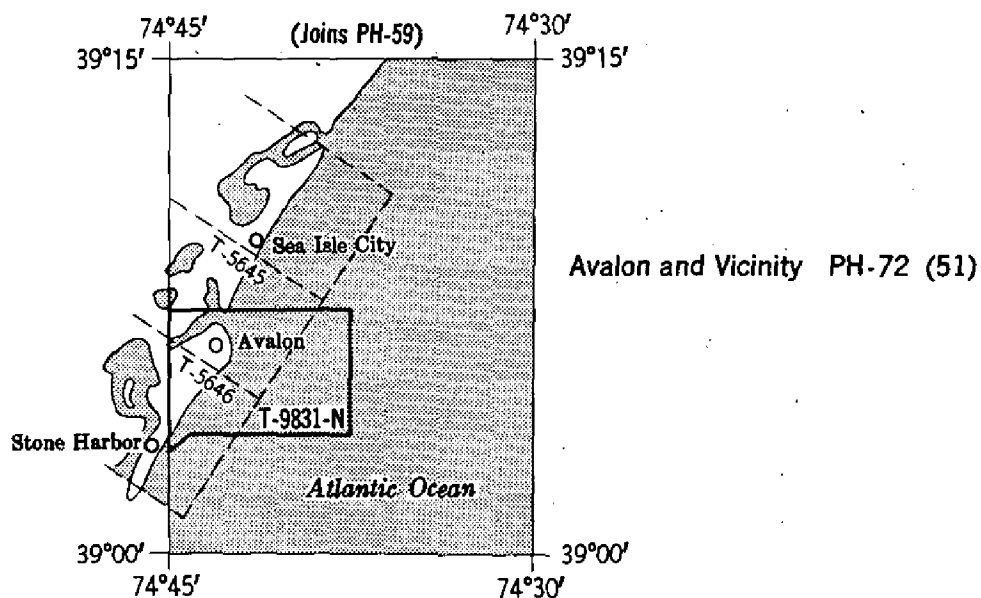 74°45′
(Joins PH-59)
74°30′
39°15′
39°15′
Sea Isle City
T-5645
Avalon and Vicinity PH-72 (51)
Avalon
T-5646
T-9831-N
Stone Harbor
Atlantic Ocean
39°00′
39°00′
74°45′
74°30′